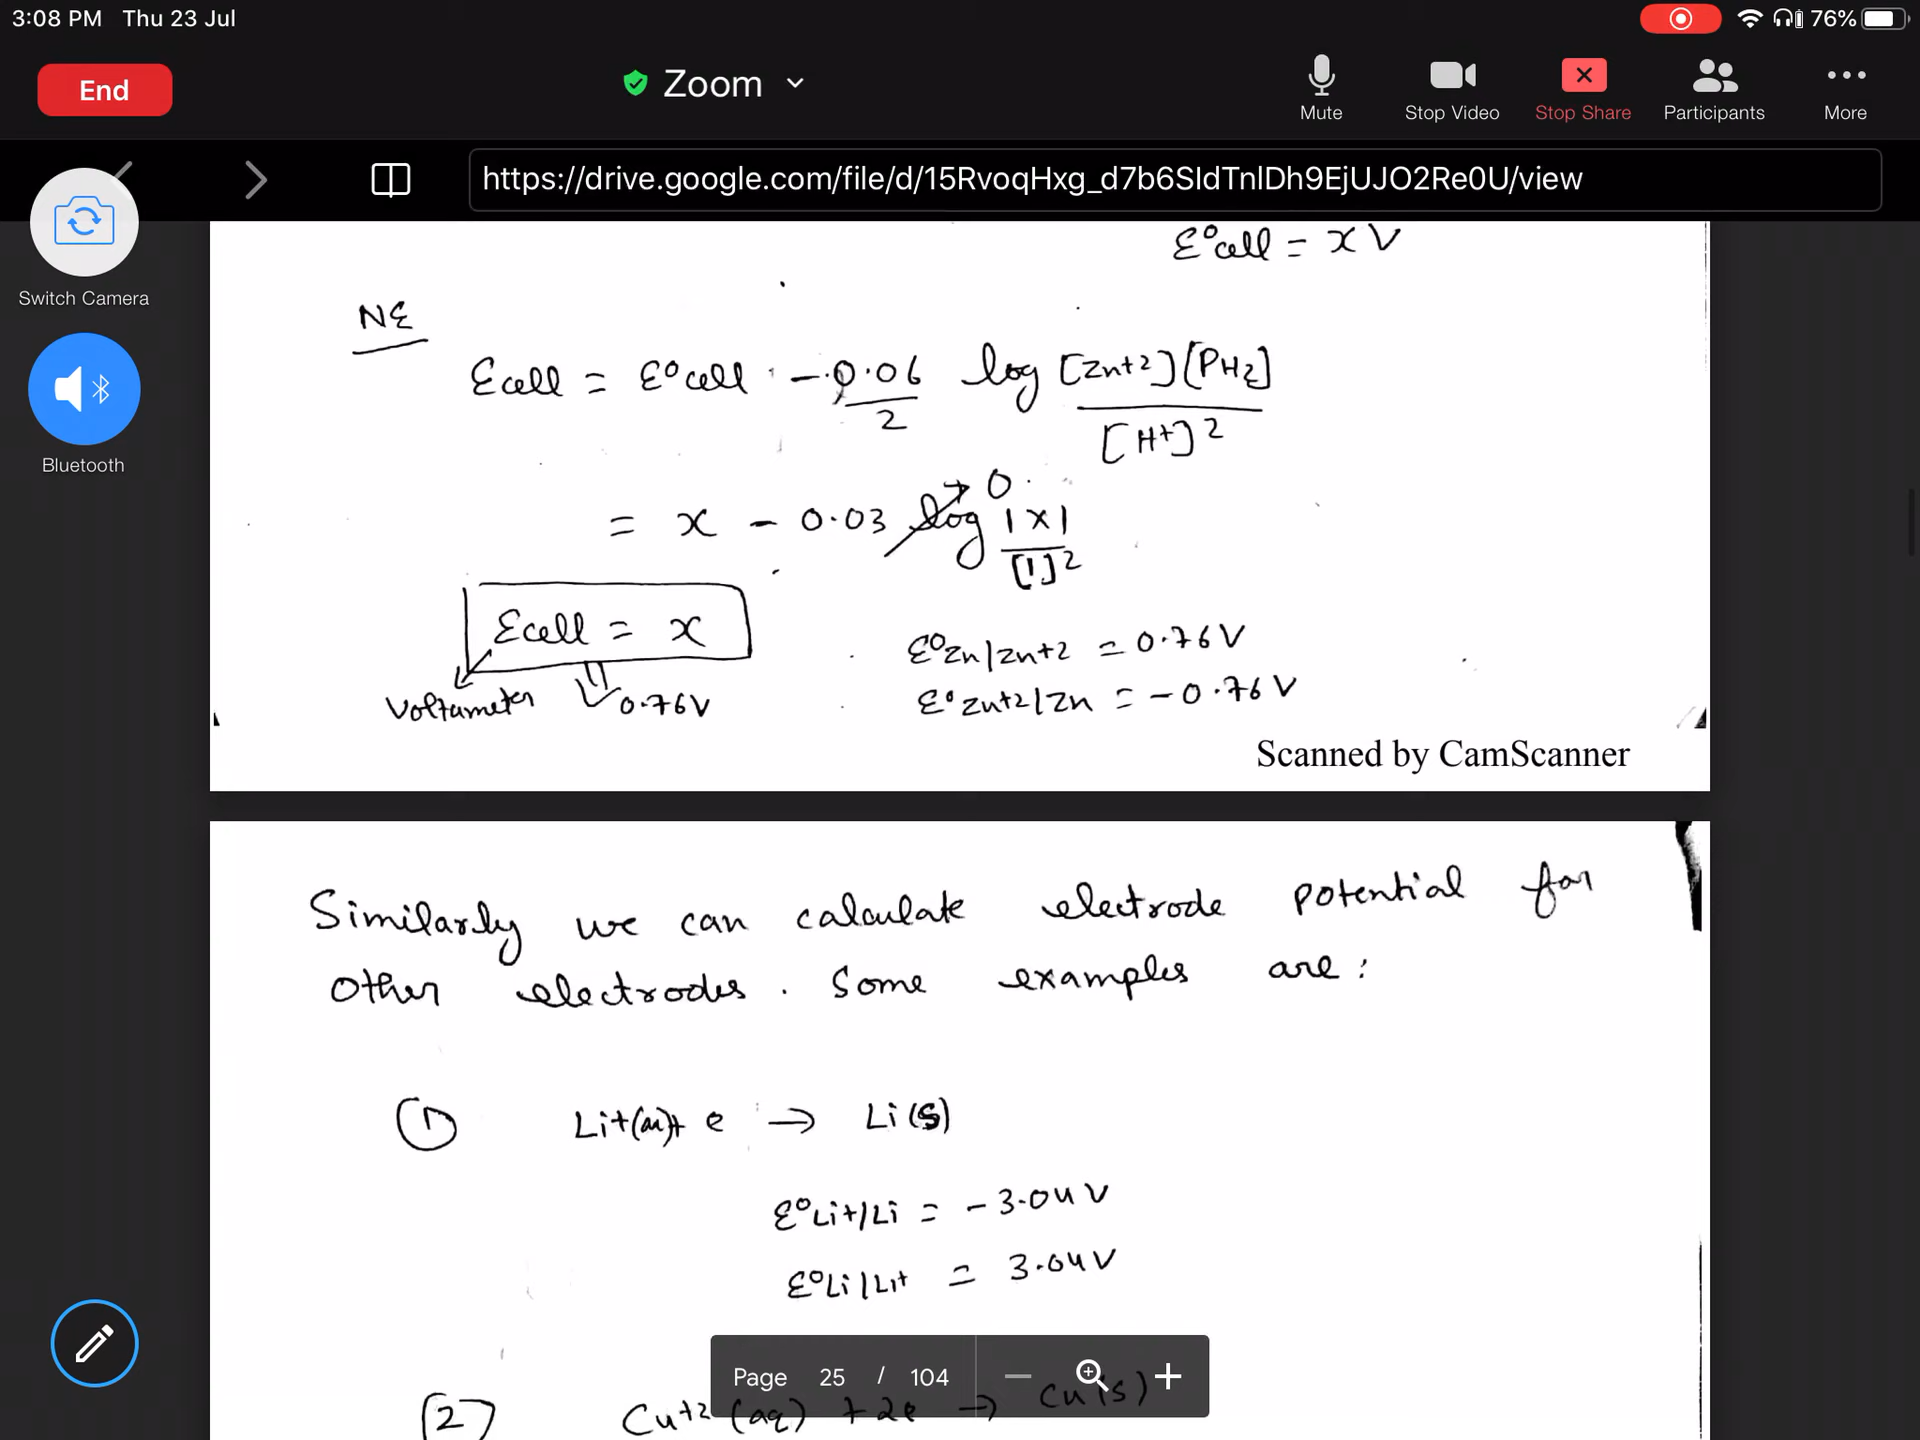 3:08 PM Thu 23 Jul
76%
End
Zoom
Mute
Stop Video
Stop Share
Participants
More
https://drive.google.com/file/d/15RvoqHxg_d7b6SIdTnlDh9EjUJO2Re0U/view
Switch Camera
Bluetooth
E°cell = x V
NE
Ecell = E°cell - 0.06/2 log [Zn+2][PH2]/[H+]2
= x - 0.03 log 1×1/[1]2 → 0
Ecell = x
E°Zn/Zn+2 = 0.76V
Voltameter 0.76V
E°Zn+2/Zn = -0.76V
Scanned by CamScanner
Similarly we can calculate electrode potential for
other electrodes. Some examples are:
① Li+(aq)+ e → Li(s)
E°Li+/Li = -3.04V
E°Li/Li+ = 3.04V
Page 25 / 104
(2) Cu+2 (aq) + 2e → Cu(s)